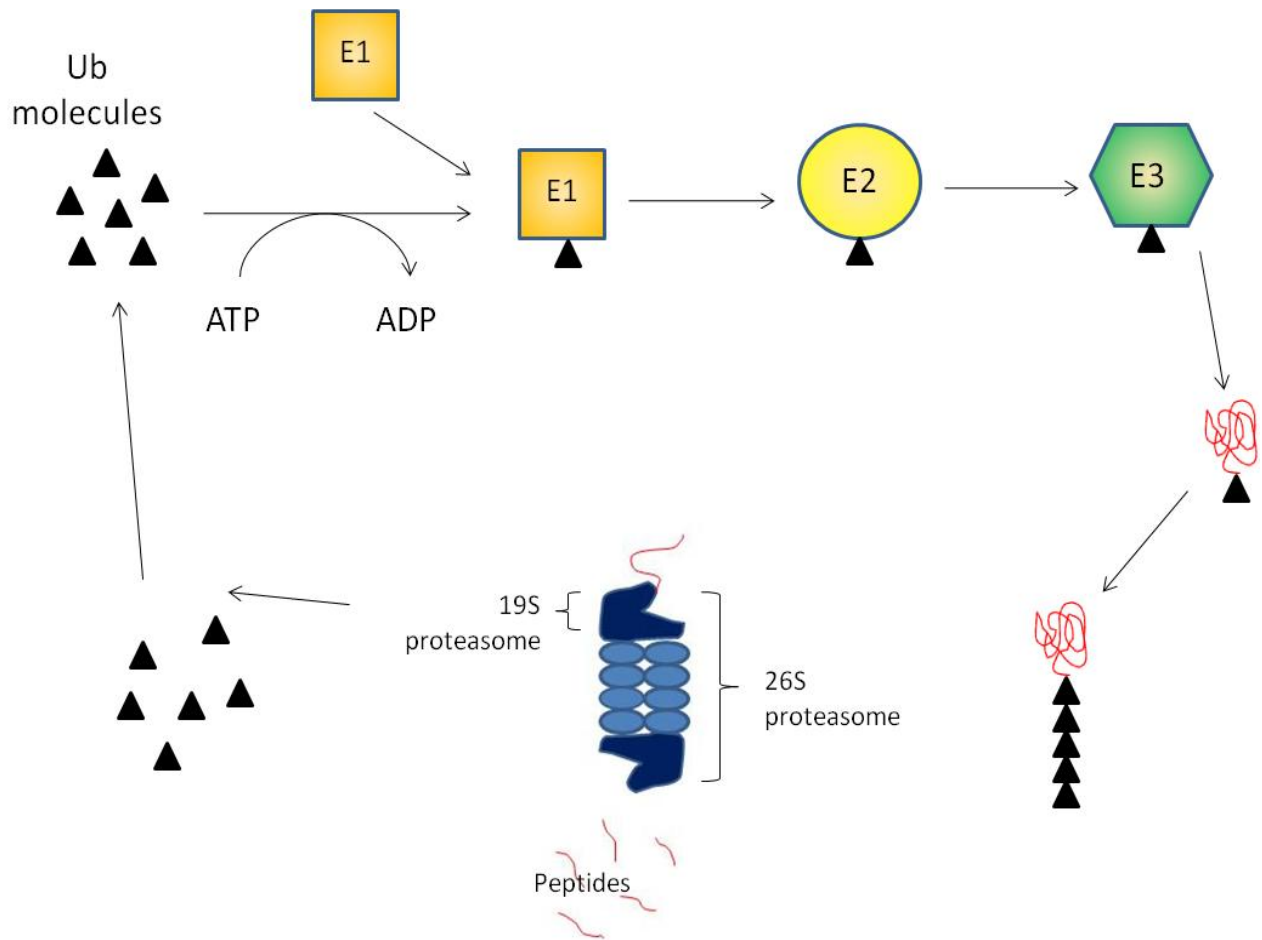 E1
Ub
molecules
E1
E2
E3
ATP
ADP
19S
proteasome
26S
proteasome
Peptides